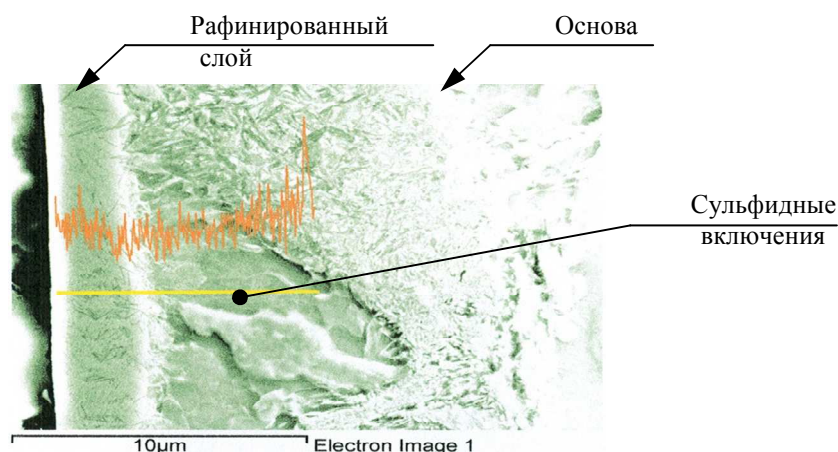 Рафинированный
слой
Основа
Сульфидные
включения
10μm
Electron Image 1